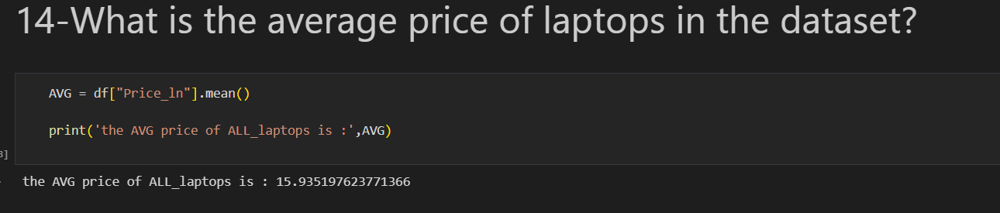 14-What is the average price of laptops in the dataset?
AVG = df["Price_ln"].mean()
print('the AVG price of ALL_laptops is :',AVG)
]
the AVG price of ALL_laptops is : 15.935197623771366